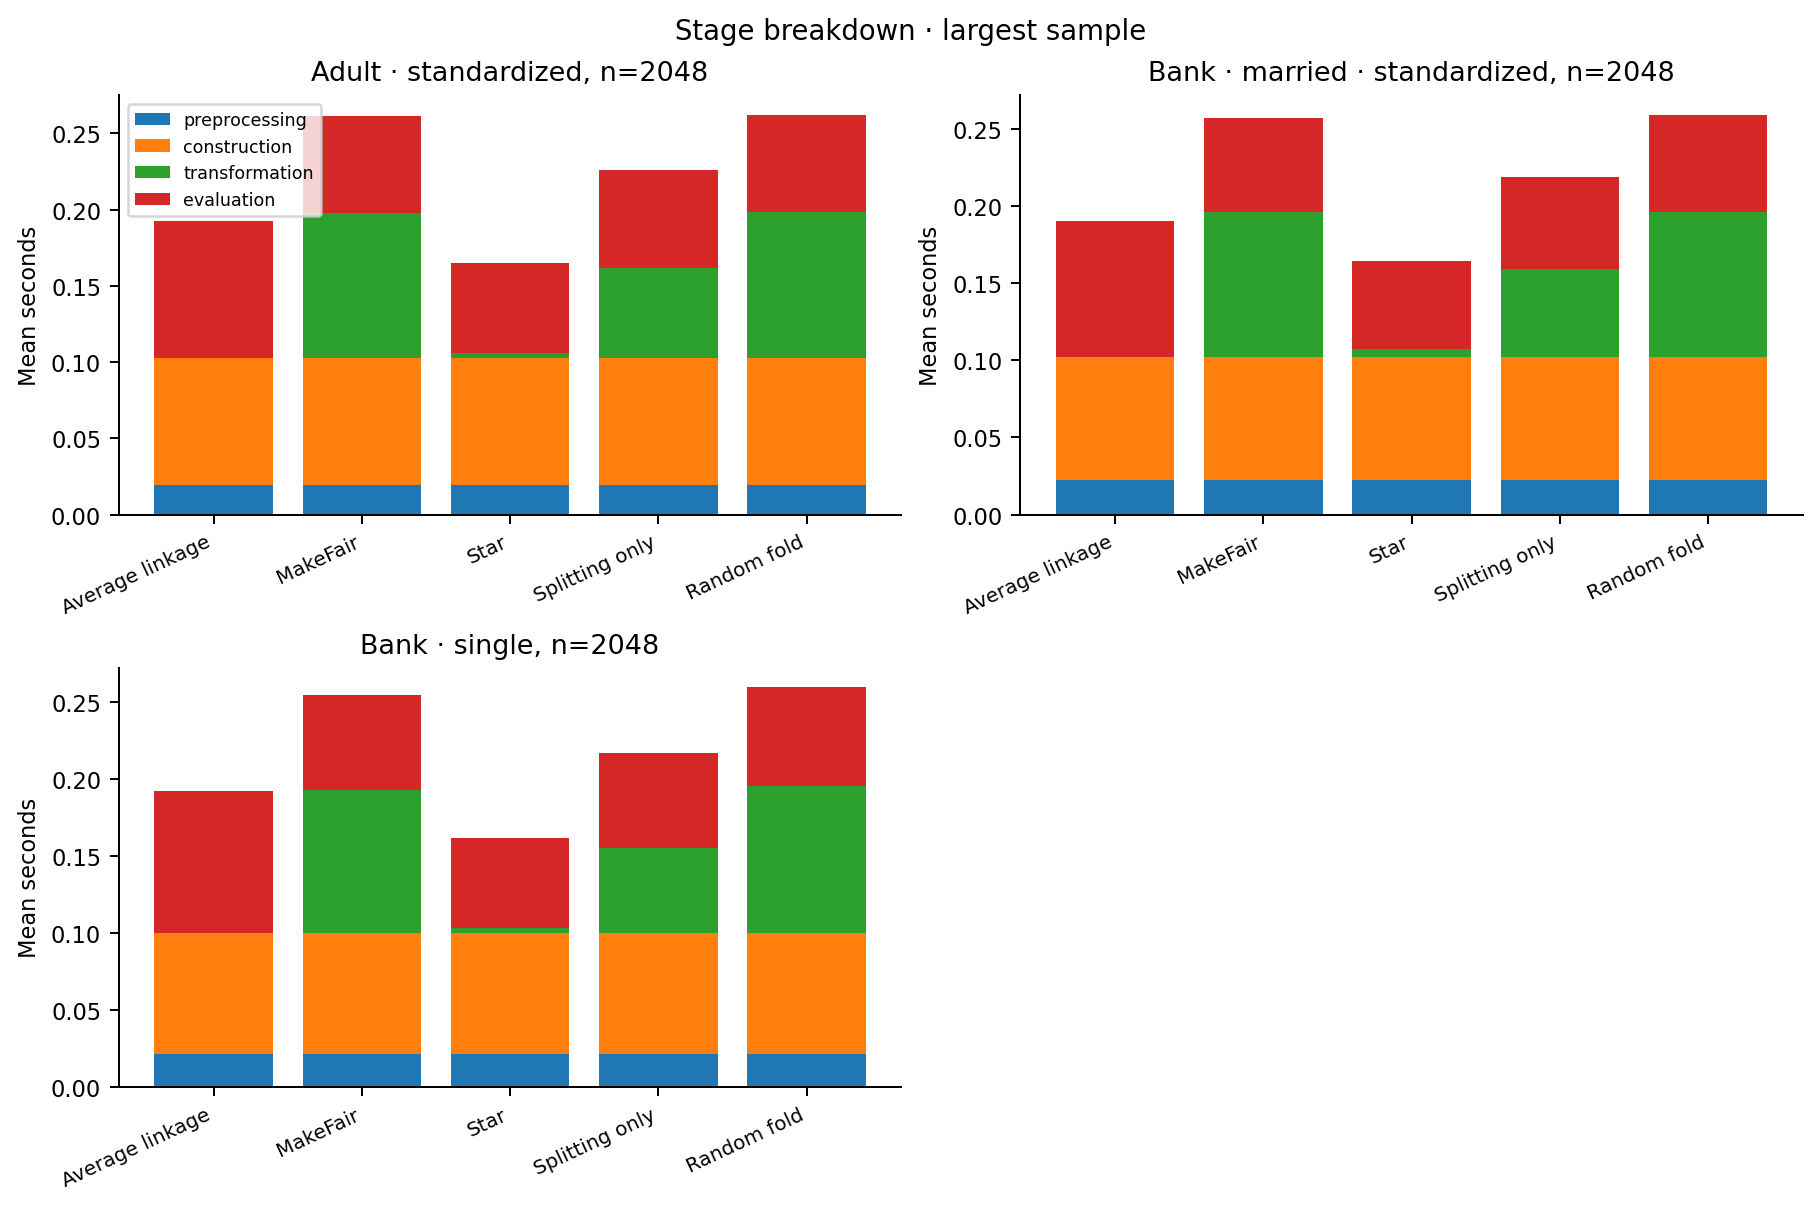 Stage breakdown · largest sample
Adult · standardized, n=2048
preprocessing
construction
transformation
evaluation
Mean seconds
0.25
0.20
0.15
0.10
0.05
0.00
Average linkage
MakeFair
Star
Splitting only
Random fold
Bank · married · standardized, n=2048
Mean seconds
0.25
0.20
0.15
0.10
0.05
0.00
Average linkage
MakeFair
Star
Splitting only
Random fold
Bank · single, n=2048
Mean seconds
0.25
0.20
0.15
0.10
0.05
0.00
Average linkage
MakeFair
Star
Splitting only
Random fold